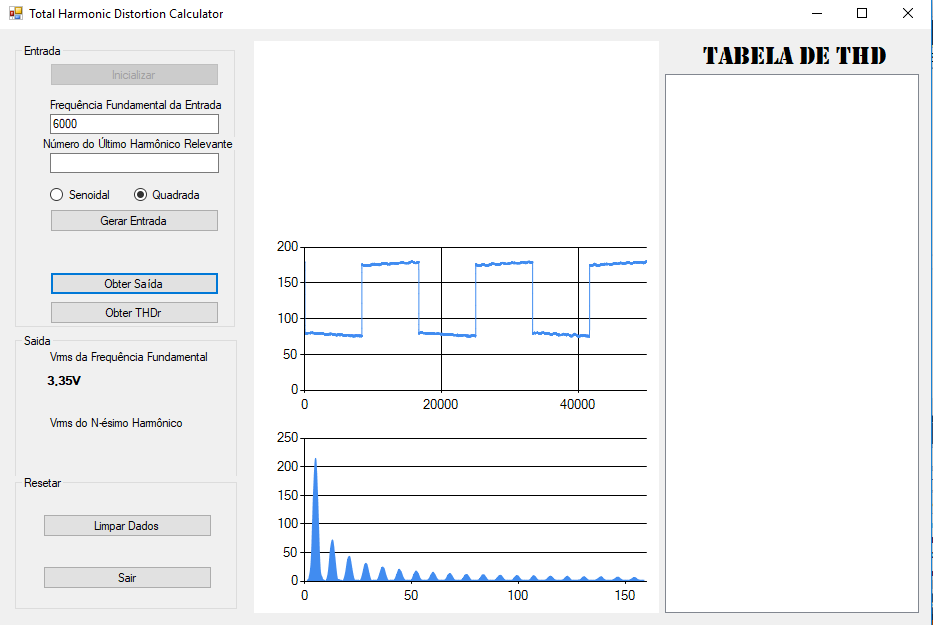 Total Harmonic Distortion Calculator
Entrada
Inicializar
Frequência Fundamental da Entrada
6000
Número do Último Harmônico Relevante
Senoidal
Quadrada
Gerar Entrada
Obter Saída
Obter THDr
Saida
Vrms da Frequência Fundamental
3,35V
Vrms do N-ésimo Harmônico
Resetar
Limpar Dados
Sair
200
150
100
50
0
0 20000 40000
250
200
150
100
50
0
0 50 100 150
TABELA DE THD